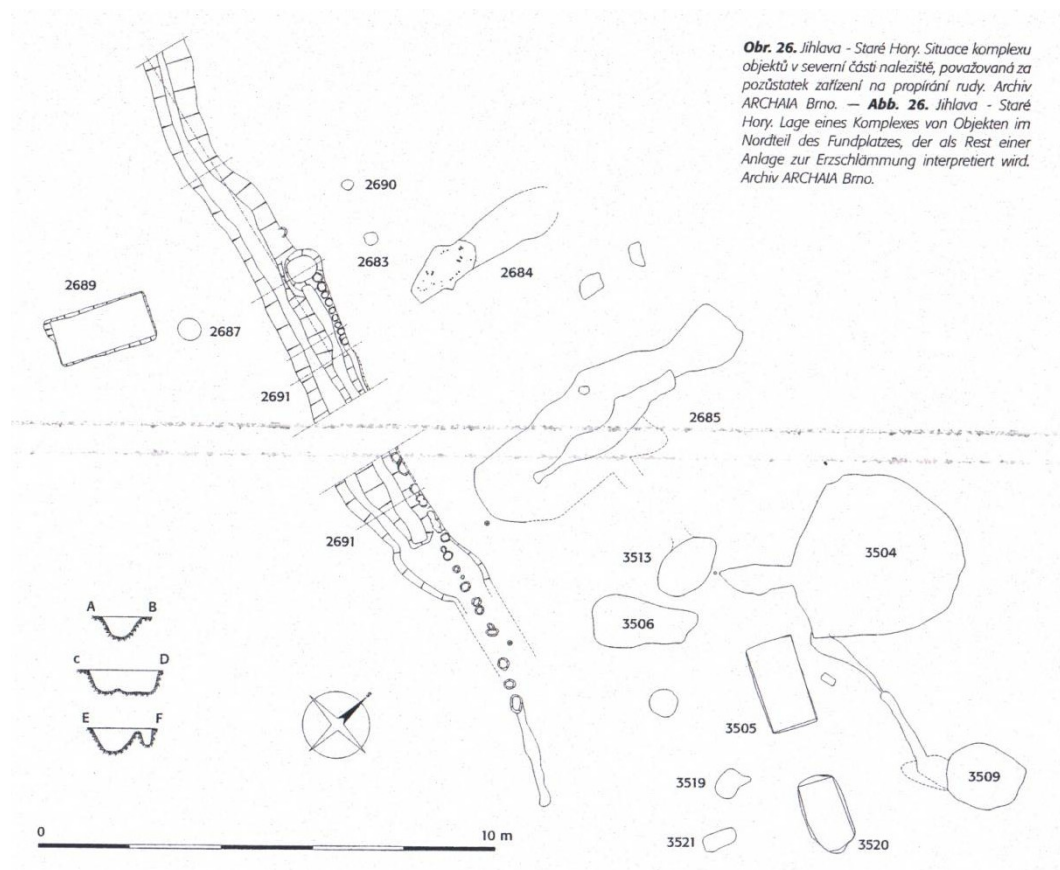 Obr. 26. Jihlava - Staré Hory. Situace komplexu
objektů v severní části naleziště, považovaná za
pozůstatek zařízení na propírání rudy. Archiv
ARCHAIA Brno. — Abb. 26. Jihlava - Staré
Hory. Lage eines Komplexes von Objekten im
Nordteil des Fundplatzes, der als Rest einer
Anlage zur Erzschlämmung interpretiert wird.
Archiv ARCHAIA Brno.
2690
2683
2684
2689
2687
2691
2685
2691
3513
3504
3506
A B
C D
E F
3505
3519
3509
3521
3520
0 10 m